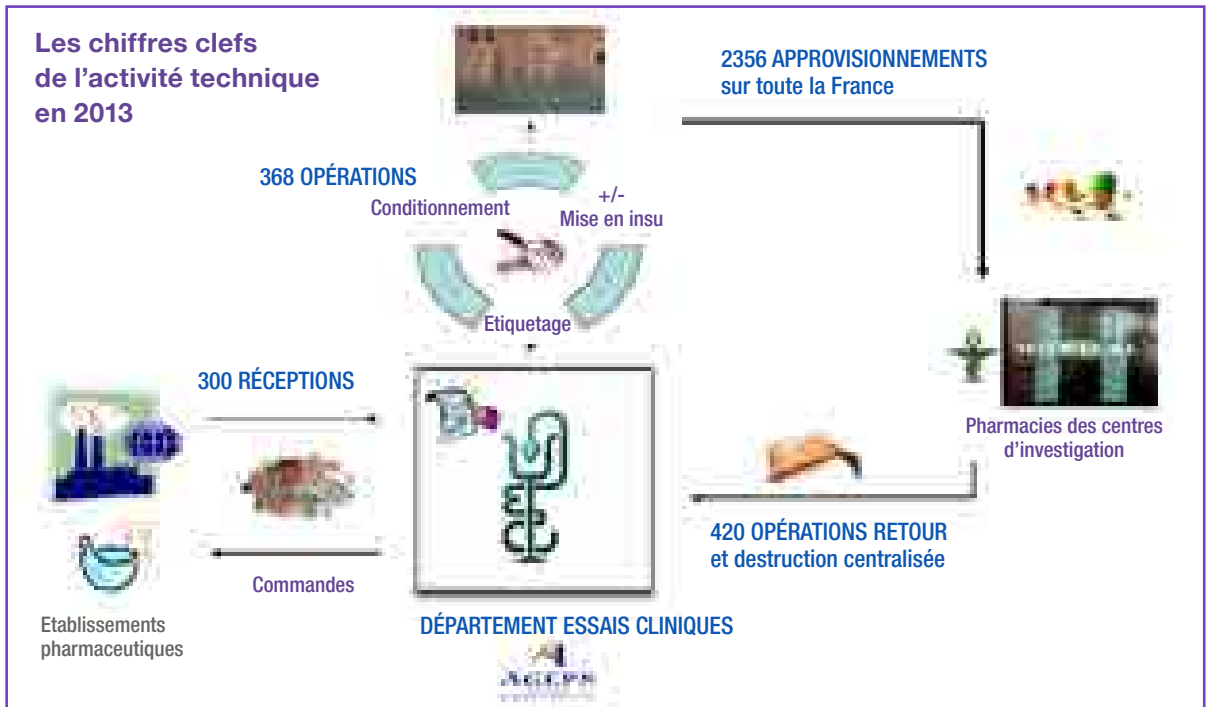 Les chiffres clefs
de l'activité technique
en 2013
2356 APPROVISIONNEMENTS
sur toute la France
368 OPÉRATIONS
Conditionnement
+/-
Mise en insu
Etiquetage
300 RÉCEPTIONS
Pharmacies des centres
d'investigation
420 OPÉRATIONS RETOUR
et destruction centralisée
Commandes
Etablissements
pharmaceutiques
DÉPARTEMENT ESSAIS CLINIQUES
AGEPS